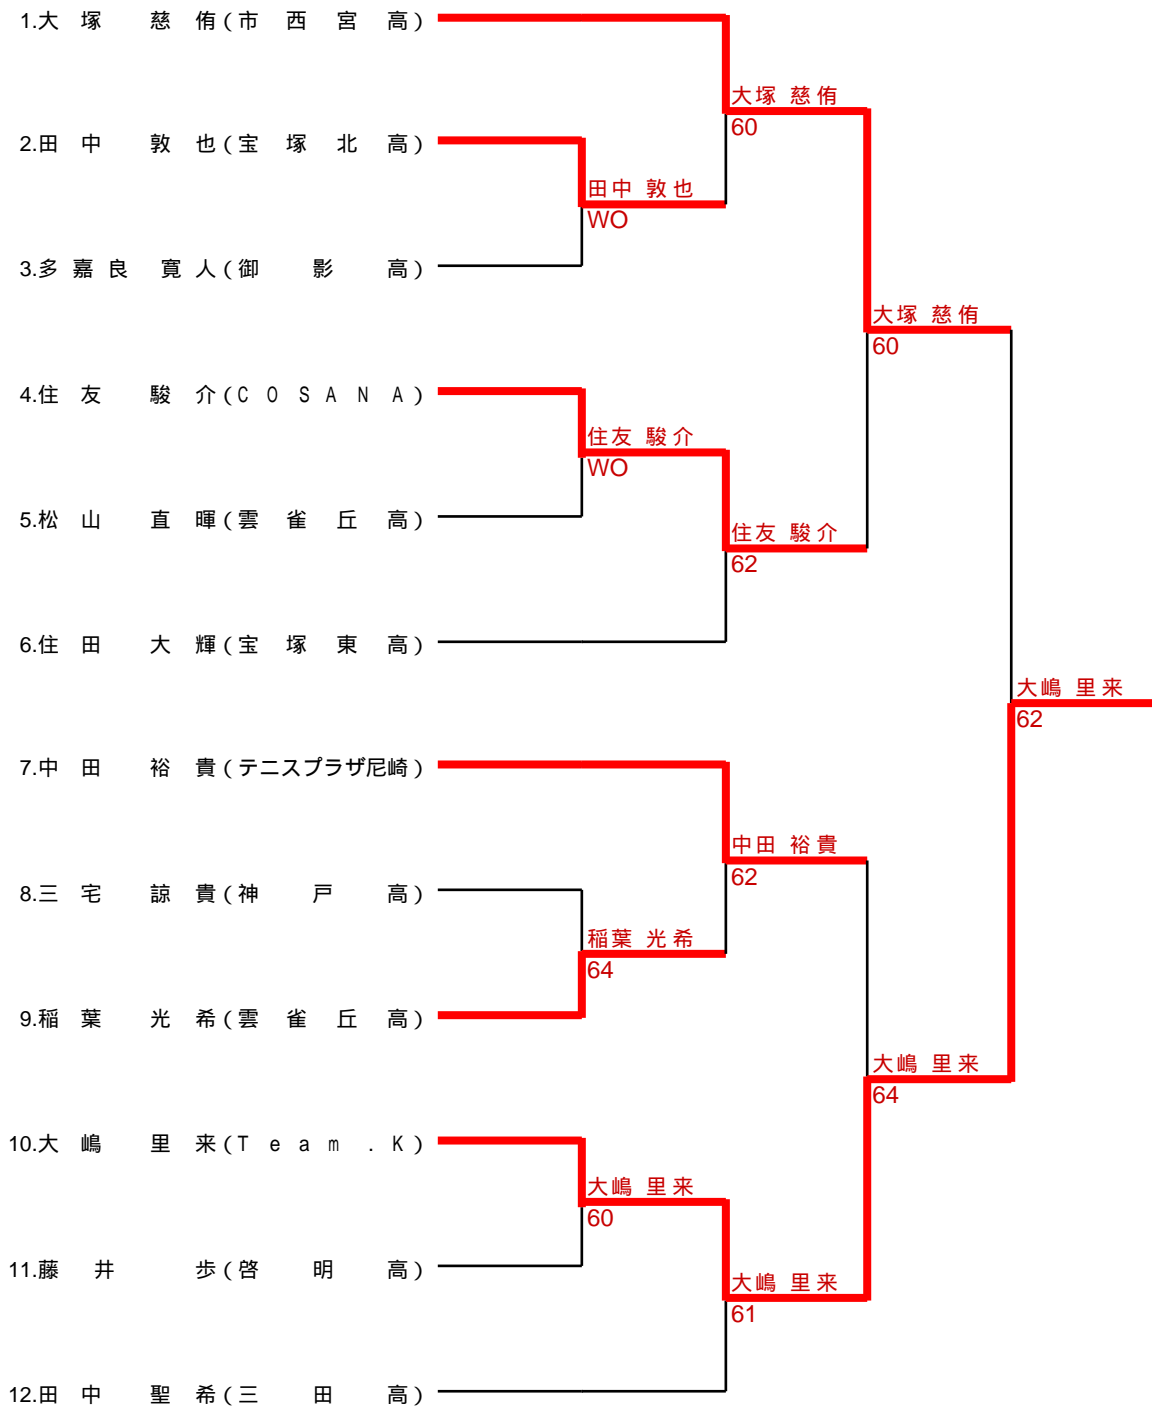 1.大塚 慈侑(市西宮高)
大塚 慈侑
60
2.田中 敦也(宝塚北高)
田中 敦也
WO
3.多嘉良 寛人(御影高)
大塚 慈侑
60
4.住友 駿介(COSANA)
住友 駿介
WO
5.松山 直暉(雲雀丘高)
住友 駿介
62
6.住田 大輝(宝塚東高)
大嶋 里来
62
7.中田 裕貴(テニスプラザ尼崎)
中田 裕貴
62
8.三宅 諒貴(神戸高)
稲葉 光希
64
9.稲葉 光希(雲雀丘高)
大嶋 里来
64
10.大嶋 里来(Team.K)
大嶋 里来
60
11.藤井 歩(啓明高)
大嶋 里来
61
12.田中 聖希(三田高)